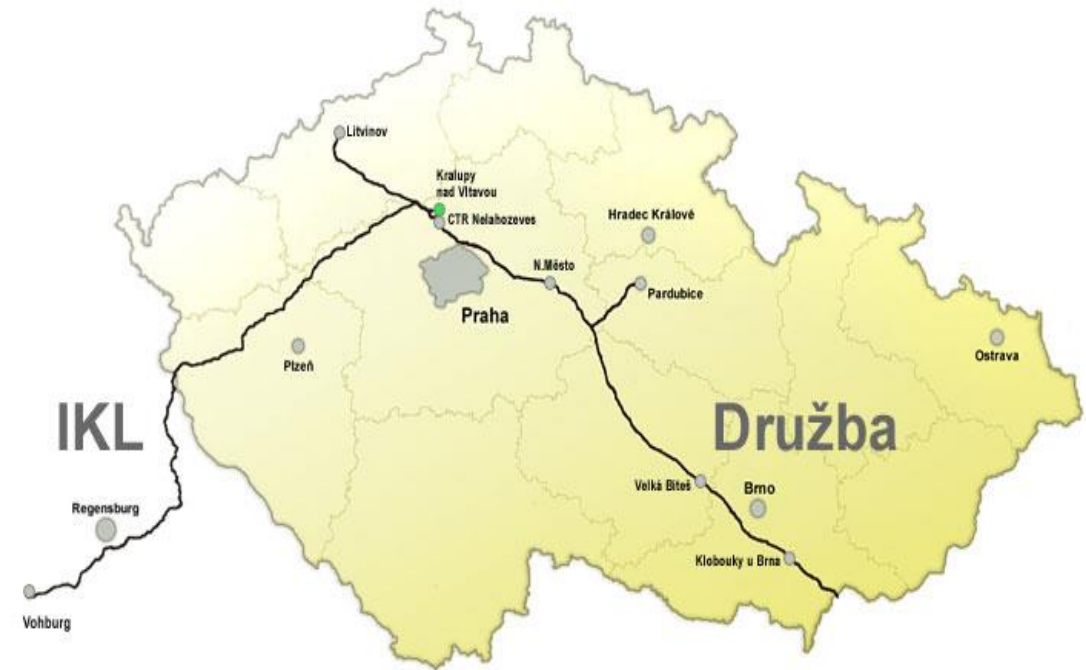 Litvinov
Kralupy
nad Vltavou
CTR Nelahozeves
Hradec Králové
N.Město
Pardubice
Praha
Plzeň
Ostrava
IKL
Družba
Velká Bíteš
Brno
Regensburg
Klobouky u Brna
Vohburg